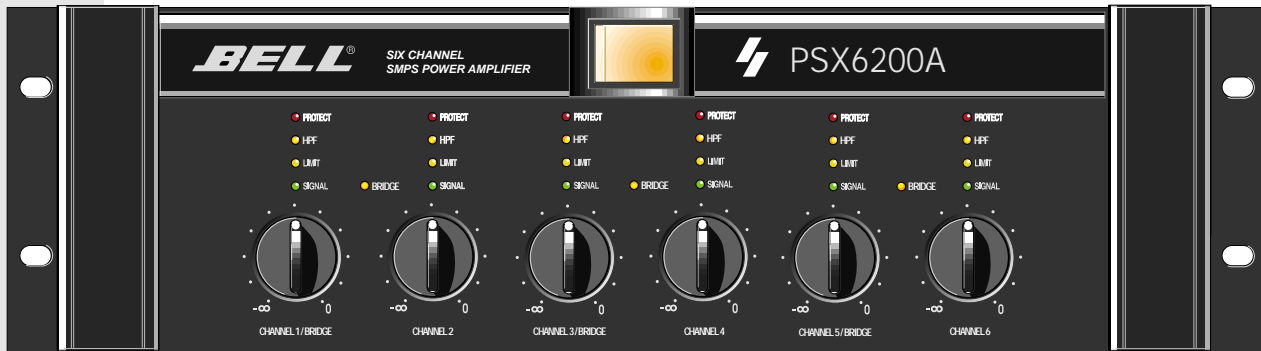 BELL®
SIX CHANNEL
SMPS POWER AMPLIFIER
PSX6200A
PROTECT PROTECT PROTECT PROTECT PROTECT PROTECT
HPF HPF HPF HPF HPF HPF
LIMIT LIMIT LIMIT LIMIT LIMIT LIMIT
SIGNAL BRIDGE SIGNAL SIGNAL BRIDGE SIGNAL SIGNAL BRIDGE SIGNAL
-∞ 0 -∞ 0 -∞ 0 -∞ 0 -∞ 0 -∞ 0
CHANNEL 1/BRIDGE CHANNEL 2 CHANNEL 3/BRIDGE CHANNEL 4 CHANNEL 5/BRIDGE CHANNEL 6